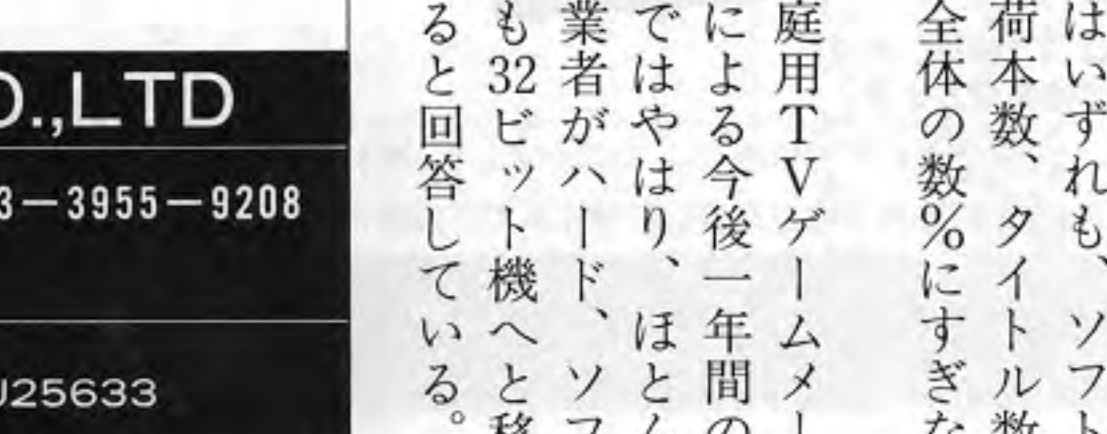 はいずれも、ソフト
荷本数、タイトル数
全体の数%にすぎな
庭用TVゲームメー
による今後一年間の
ではやはり、ほとん
業者がハード、ソフ
も32ビット機へと移
ると回答している。
O.,LTD
3-3955-9208
J25633